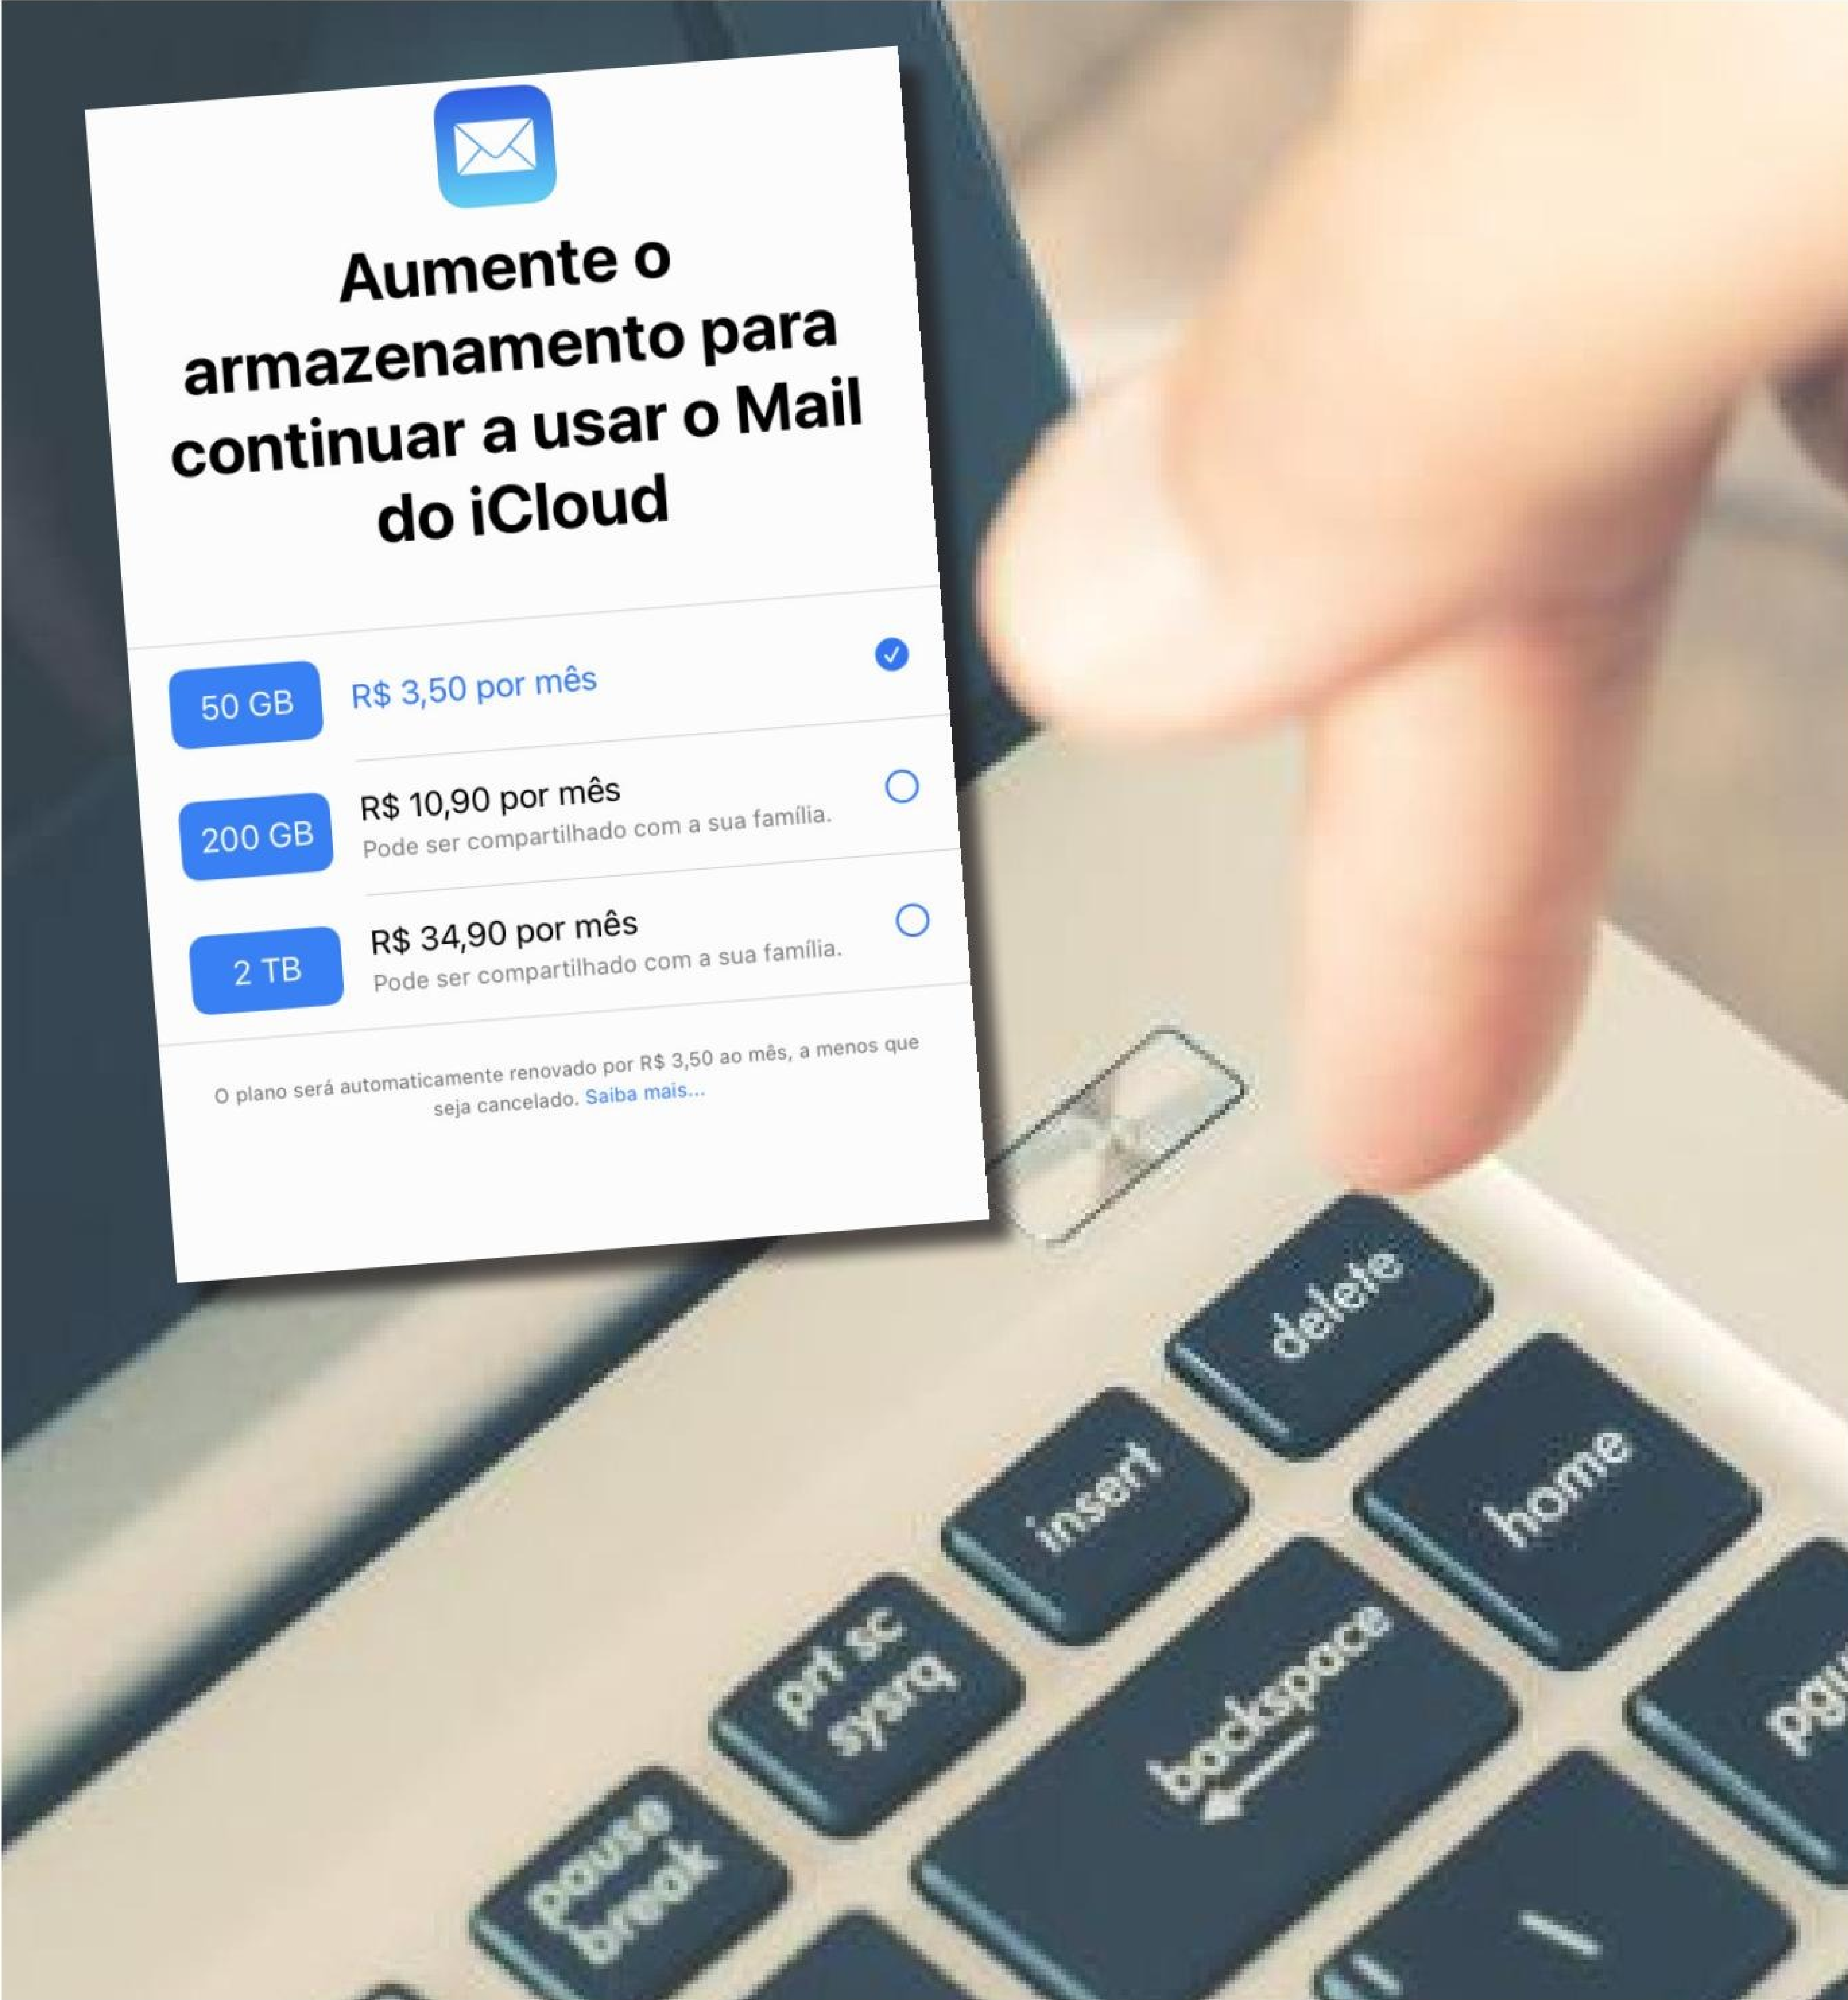 Aumente o
armazenamento para
continuar a usar o Mail
do iCloud
50 GB R$ 3,50 por mês
200 GB R$ 10,90 por mês
Pode ser compartilhado com a sua família.
2 TB R$ 34,90 por mês
Pode ser compartilhado com a sua família.
O plano será automaticamente renovado por R$ 3,50 ao mês, a menos que
seja cancelado. Saiba mais...
delete
insert
home
prt sc
sysrq
backspace
pause
break